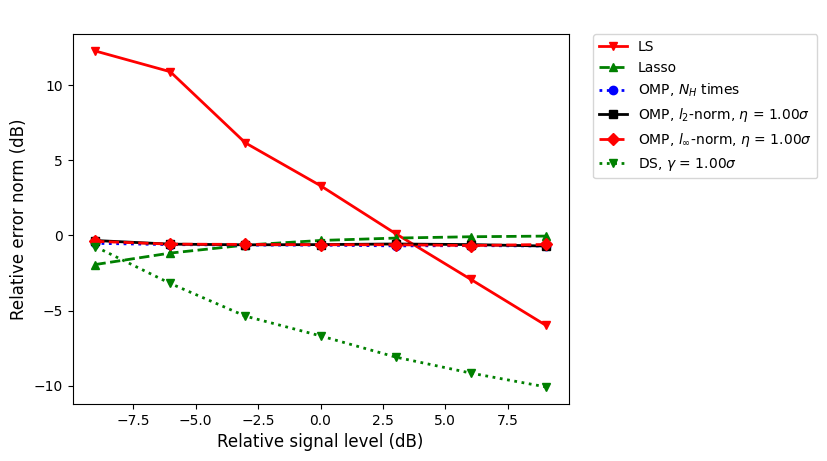 Relative error norm (dB)
10
5
0
−5
−10
−7.5 −5.0 −2.5 0.0 2.5 5.0 7.5
Relative signal level (dB)
LS
Lasso
OMP, N_H times
OMP, l_2-norm, η = 1.00σ
OMP, l_∞-norm, η = 1.00σ
DS, γ = 1.00σ